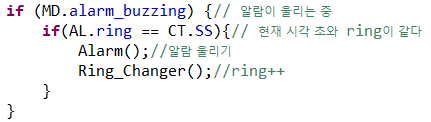 if (MD.alarm_buzzing) {// 알람이 울리는 중
if(AL.ring == CT.SS){// 현재 시각 초와 ring이 같다
Alarm();//알람 울리기
Ring_Changer();//ring++
}
}